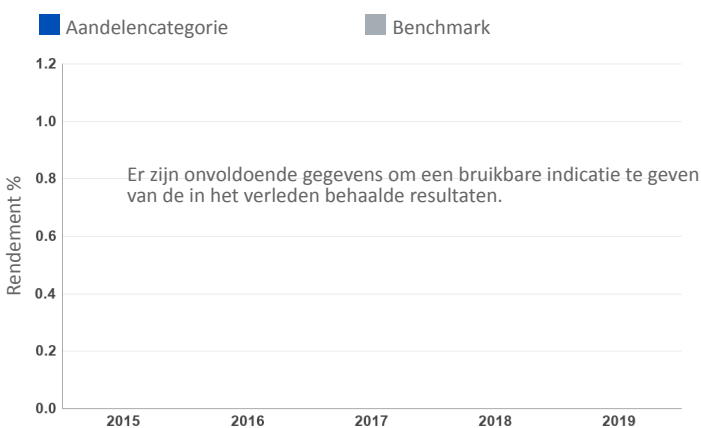 Aandelencategorie
Benchmark
Rendement %
1.2
1.0
0.8
0.6
0.4
0.2
0.0
Er zijn onvoldoende gegevens om een bruikbare indicatie te geven
van de in het verleden behaalde resultaten.
2015 2016 2017 2018 2019